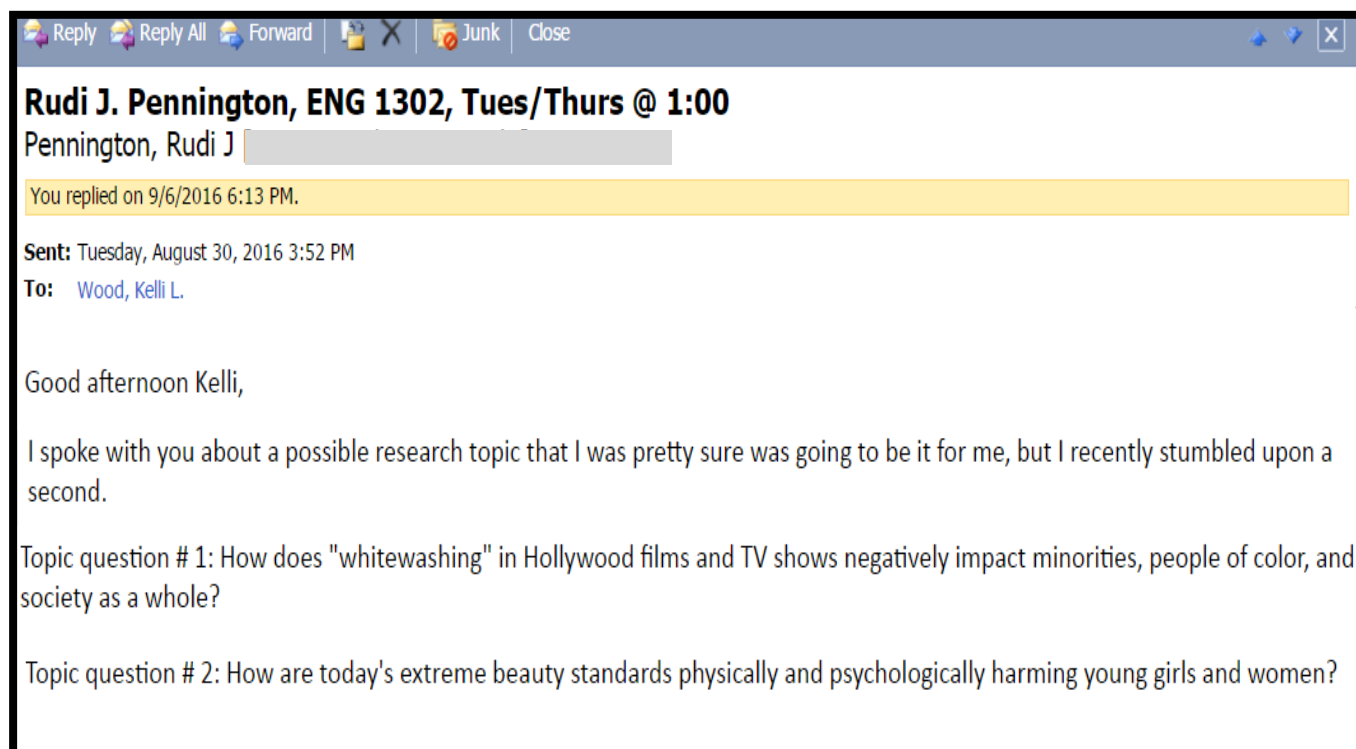 Reply Reply All Forward Junk Close
Rudi J. Pennington, ENG 1302, Tues/Thurs @ 1:00
Pennington, Rudi J
You replied on 9/6/2016 6:13 PM.
Sent: Tuesday, August 30, 2016 3:52 PM
To: Wood, Kelli L.
Good afternoon Kelli,
I spoke with you about a possible research topic that I was pretty sure was going to be it for me, but I recently stumbled upon a
second.
Topic question # 1: How does "whitewashing" in Hollywood films and TV shows negatively impact minorities, people of color, and
society as a whole?
Topic question # 2: How are today's extreme beauty standards physically and psychologically harming young girls and women?